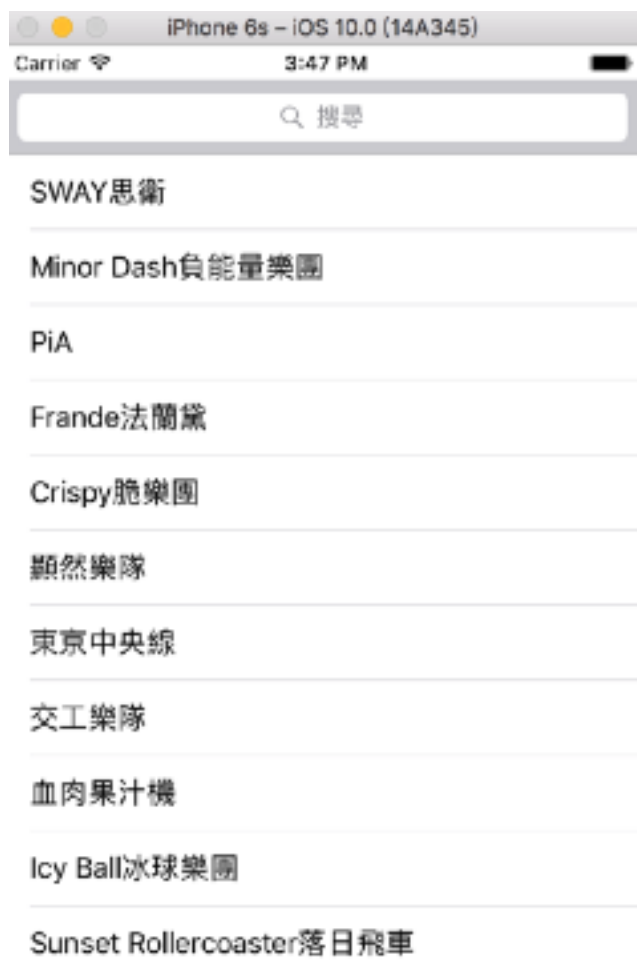 iPhone 6s – iOS 10.0 (14A345)
Carrier 3:47 PM
搜尋
SWAY思衛
Minor Dash負能量樂團
PiA
Frande法蘭黛
Crispy脆樂團
顯然樂隊
東京中央線
交工樂隊
血肉果汁機
Icy Ball冰球樂團
Sunset Rollercoaster落日飛車